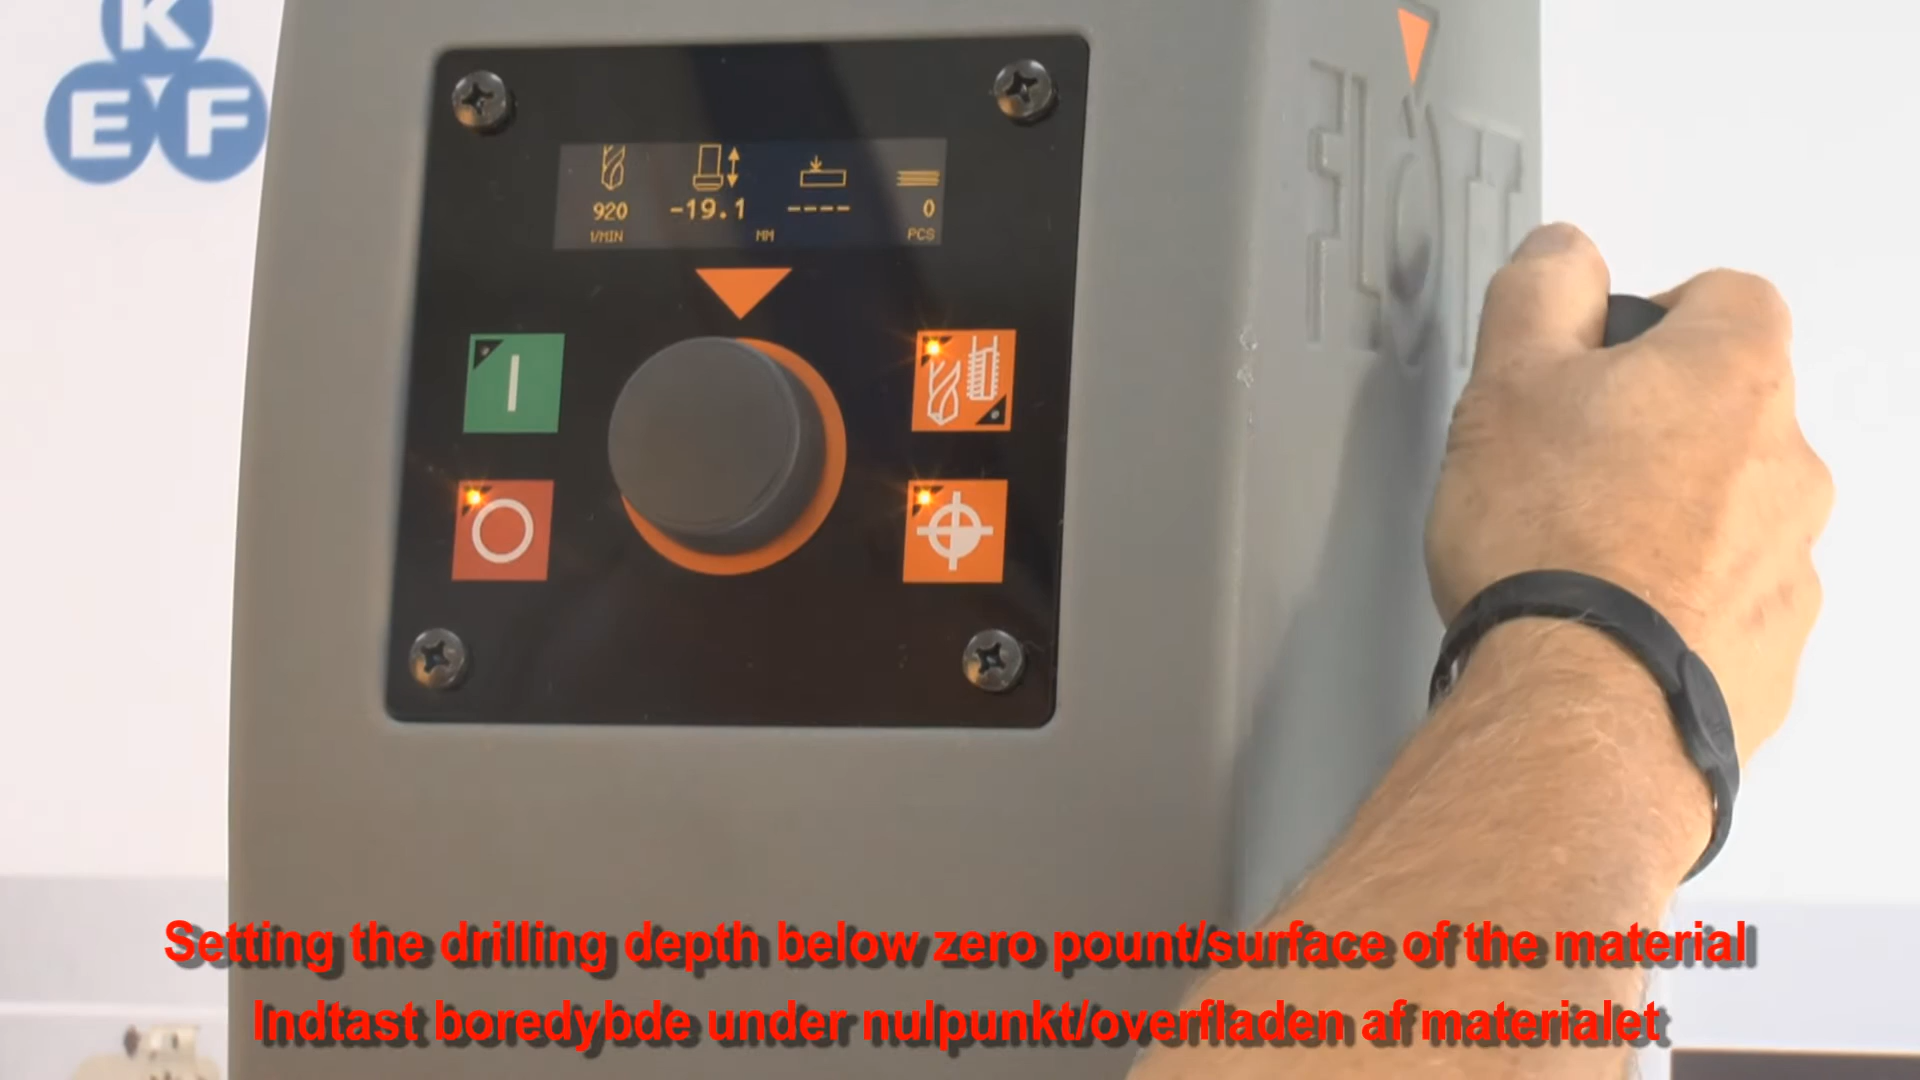 K
E F
FLOTT
920 -19.1 ---- 0
1/MIN MM PCS
Setting the drilling depth below zero pount/surface of the material
Indtast boredybde under nulpunkt/overfladen af materialet